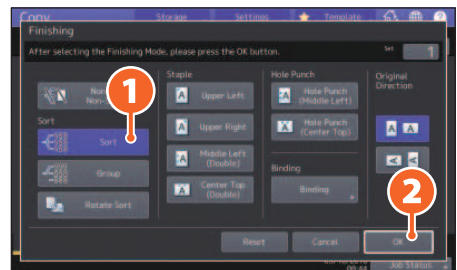 Copy
Storage
Settings
Template
Finishing
After selecting the Finishing Mode, please press the OK button.
Set
1
Staple
Hole Punch
Original
Direction
Non-
Upper Left
Hole Punch
(Middle Left)
1
Sort
Sort
Upper Right
Hole Punch
(Center Top)
Group
Middle Left
(Double)
Binding
Rotate Sort
Center Top
(Double)
Binding
2
Reset
Cancel
OK
Job Status